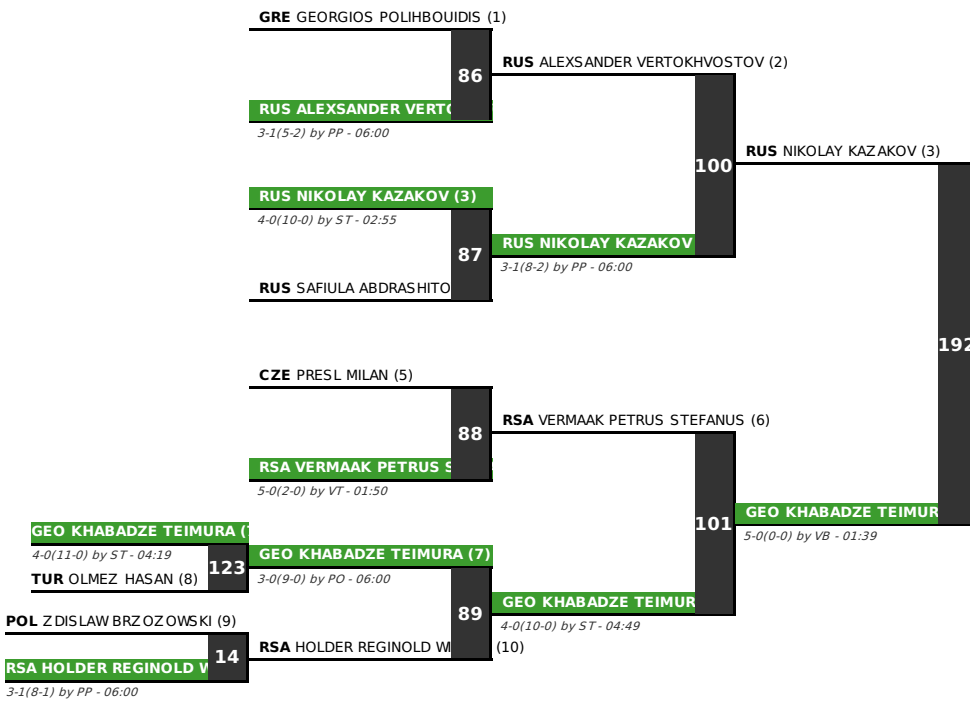 GRE GEORGIOS POLIHBOUIDIS (1)
86
RUS ALEXSANDER VERTOKHVOSTOV (2)
RUS ALEXSANDER
3-1(5-2) by PP - 06:00
100
RUS NIKOLAY KAZAKOV (3)
RUS NIKOLAY KAZAKOV (3)
4-0(10-0) by ST - 02:55
87
RUS NIKOLAY KAZAKOV
3-1(8-2) by PP - 06:00
RUS SAFIULA
192
CZE PRESL MILAN (5)
88
RSA VERMAAK PETRUS STEFANUS (6)
RSA VERMAAK PETRUS
5-0(2-0) by VT - 01:50
101
GEO KHABADZE
5-0(0-0) by VB - 01:39
GEO KHABADZE TEIMURA
4-0(11-0) by ST - 04:19
TUR OLMEZ HASAN (8)
123
GEO KHABADZE TEIMURA (7)
3-0(9-0) by PO - 06:00
89
GEO KHABADZE
4-0(10-0) by ST - 04:49
POL ZDISLAW BRZOZOWSKI (9)
14
RSA HOLDER REGINOLD (10)
RSA HOLDER REGINOLD
3-1(8-1) by PP - 06:00